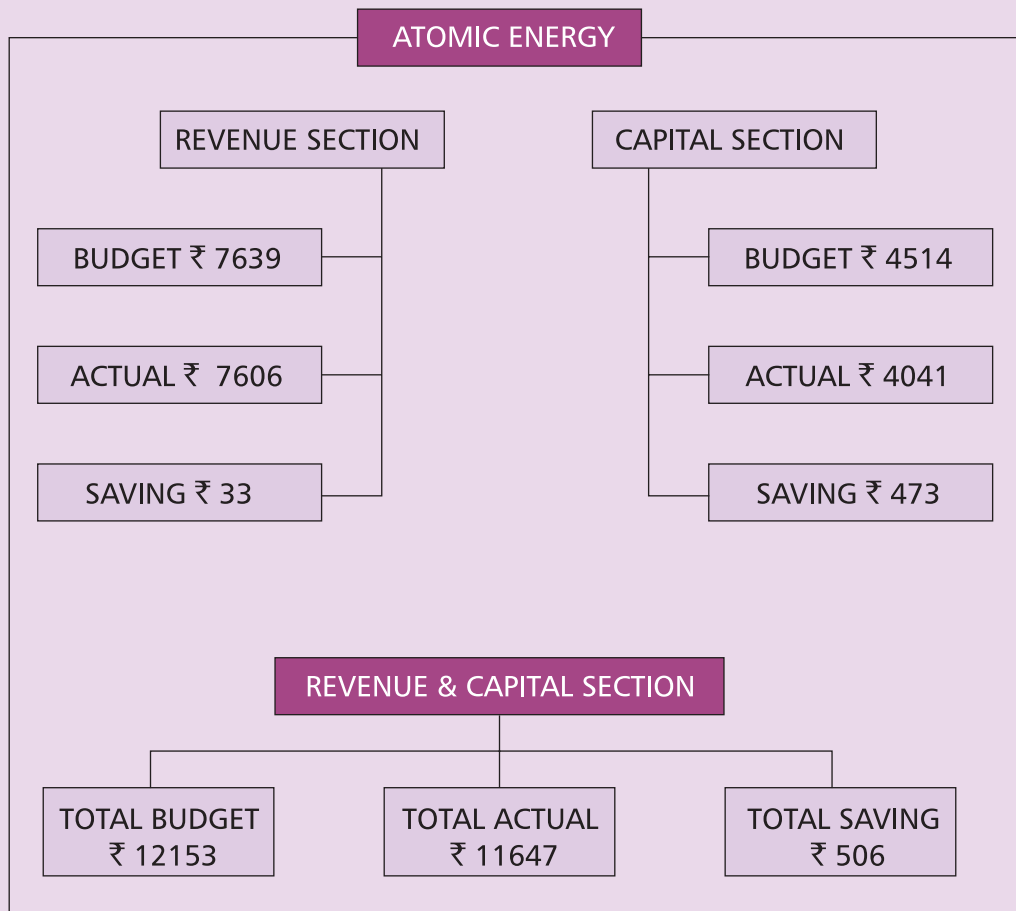 ATOMIC ENERGY
REVENUE SECTION
BUDGET ₹ 7639
ACTUAL ₹ 7606
SAVING ₹ 33
CAPITAL SECTION
BUDGET ₹ 4514
ACTUAL ₹ 4041
SAVING ₹ 473
REVENUE & CAPITAL SECTION
TOTAL BUDGET
₹ 12153
TOTAL ACTUAL
₹ 11647
TOTAL SAVING
₹ 506